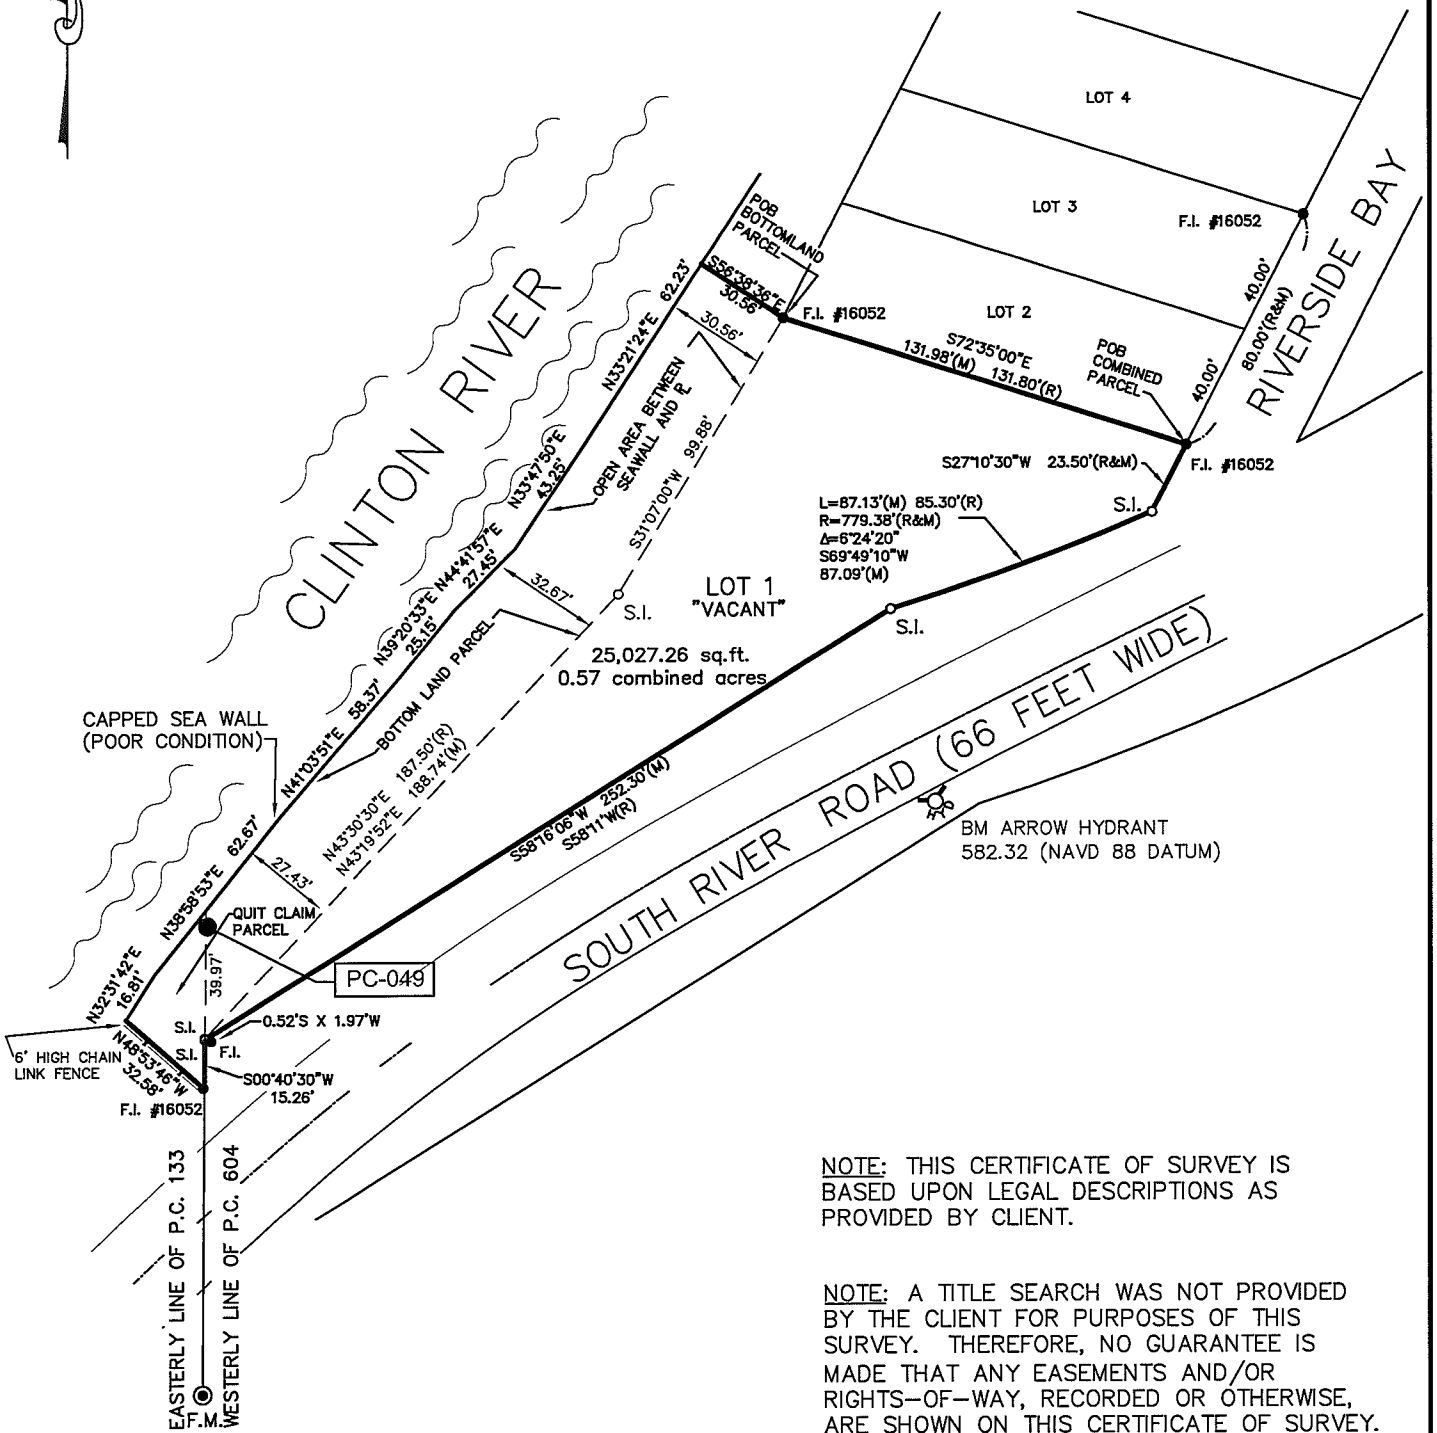 LOT 4
LOT 3
F.I. #16052
RIVERSIDE BAY
40.00'
80.00'(R&M)
40.00'
POB
BOTTOMLAND
PARCEL
S56°38'36"E
30.56'
30.56'
F.I. #16052
LOT 2
S72°35'00"E
131.98'(M) 131.80'(R)
POB
COMBINED
PARCEL
F.I. #16052
S27°10'30"W 23.50'(R&M)
S.I.
L=87.13'(M) 85.30'(R)
R=779.38'(R&M)
Δ=6°24'20"
S69°49'10"W
87.09'(M)
S.I.
CLINTON RIVER
N33°21'24"E 62.23'
OPEN AREA BETWEEN
SEAWALL AND PL
S31°07'00"W 99.88'
N33°47'50"E
43.25'
N44°41'57"E
27.45'
32.67'
S.I.
LOT 1
"VACANT"
25,027.26 sq.ft.
0.57 combined acres
N39°20'33"E
25.15'
BOTTOM LAND PARCEL
N41°03'51"E 58.37'
CAPPED SEA WALL
(POOR CONDITION)
N43°30'30"E 187.50'(R)
N43°19'52"E 188.74'(M)
S58°16'06"W 252.30'(M)
S58°11'W(R)
SOUTH RIVER ROAD (66 FEET WIDE)
HYD
BM ARROW HYDRANT
582.32 (NAVD 88 DATUM)
N38°58'53"E 62.67'
27.43'
QUIT CLAIM
PARCEL
39.97'
PC-049
N32°31'42"E
16.81'
S.I.
0.52'S X 1.97'W
S.I.
F.I.
6' HIGH CHAIN
LINK FENCE
N48°53'46"W
32.58'
S00°40'30"W
15.26'
F.I. #16052
EASTERLY LINE OF P.C. 133
WESTERLY LINE OF P.C. 604
F.M.
NOTE: THIS CERTIFICATE OF SURVEY IS
BASED UPON LEGAL DESCRIPTIONS AS
PROVIDED BY CLIENT.
NOTE: A TITLE SEARCH WAS NOT PROVIDED
BY THE CLIENT FOR PURPOSES OF THIS
SURVEY. THEREFORE, NO GUARANTEE IS
MADE THAT ANY EASEMENTS AND/OR
RIGHTS-OF-WAY, RECORDED OR OTHERWISE,
ARE SHOWN ON THIS CERTIFICATE OF SURVEY.